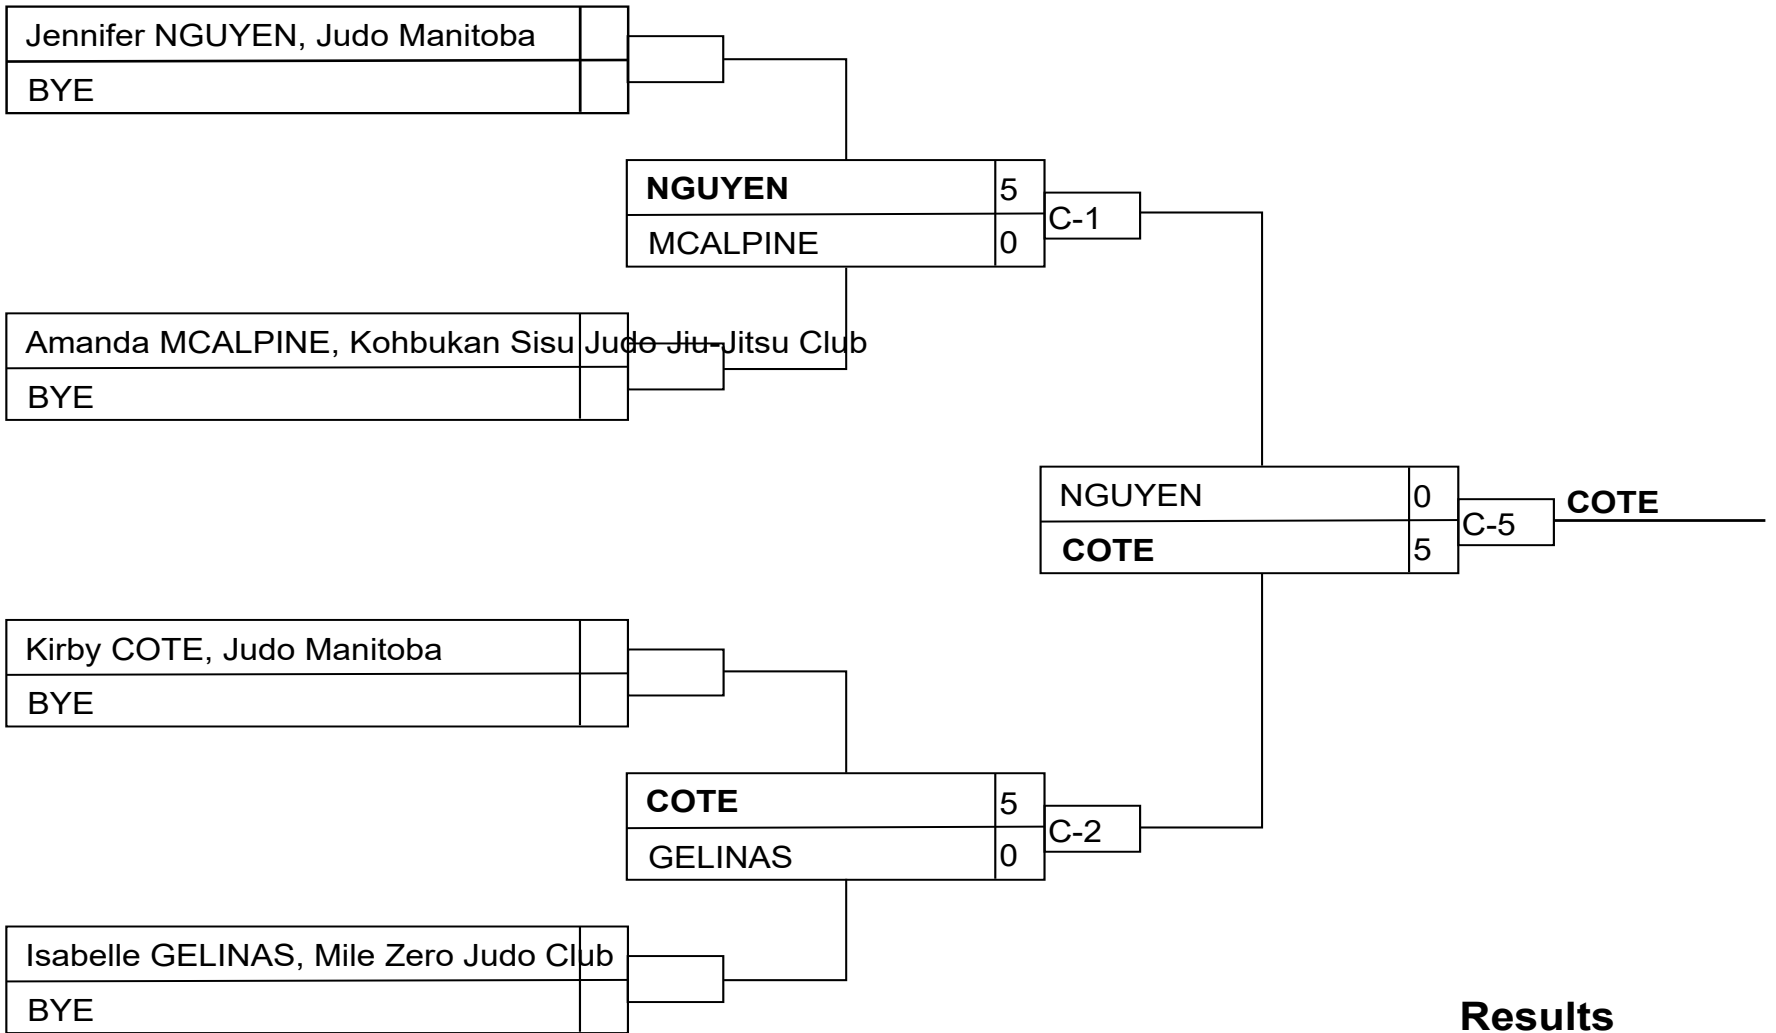 Jennifer NGUYEN, Judo Manitoba
BYE
NGUYEN 5
C-1
MCALPINE 0
Amanda MCALPINE, Kohbukan Sisu Judo Jiu-Jitsu Club
BYE
NGUYEN 0
COTE
C-5
COTE 5
Kirby COTE, Judo Manitoba
BYE
COTE 5
C-2
GELINAS 0
Isabelle GELINAS, Mile Zero Judo Club
BYE
Results